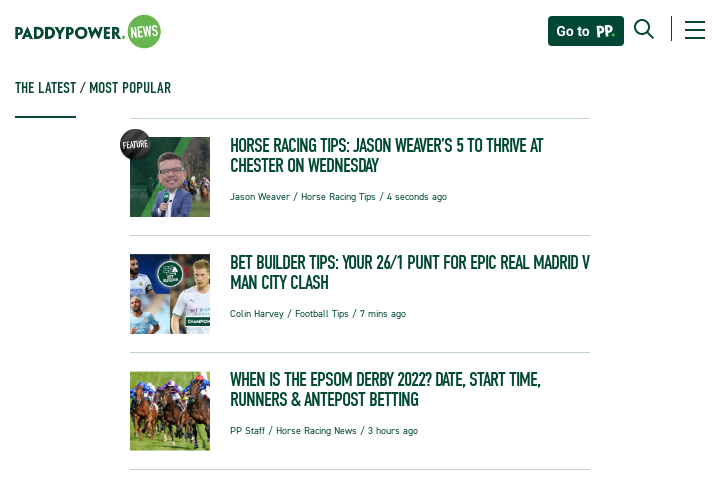 PADDYPOWER. NEWS
Go to PP.
THE LATEST / MOST POPULAR
FEATURE
HORSE RACING TIPS: JASON WEAVER'S 5 TO THRIVE AT
CHESTER ON WEDNESDAY
Jason Weaver / Horse Racing Tips / 4 seconds ago
BET BUILDER TIPS: YOUR 26/1 PUNT FOR EPIC REAL MADRID V
MAN CITY CLASH
Colin Harvey / Football Tips / 7 mins ago
CHAMPION
WHEN IS THE EPSOM DERBY 2022? DATE, START TIME,
RUNNERS & ANTEPOST BETTING
PP Staff / Horse Racing News / 3 hours ago